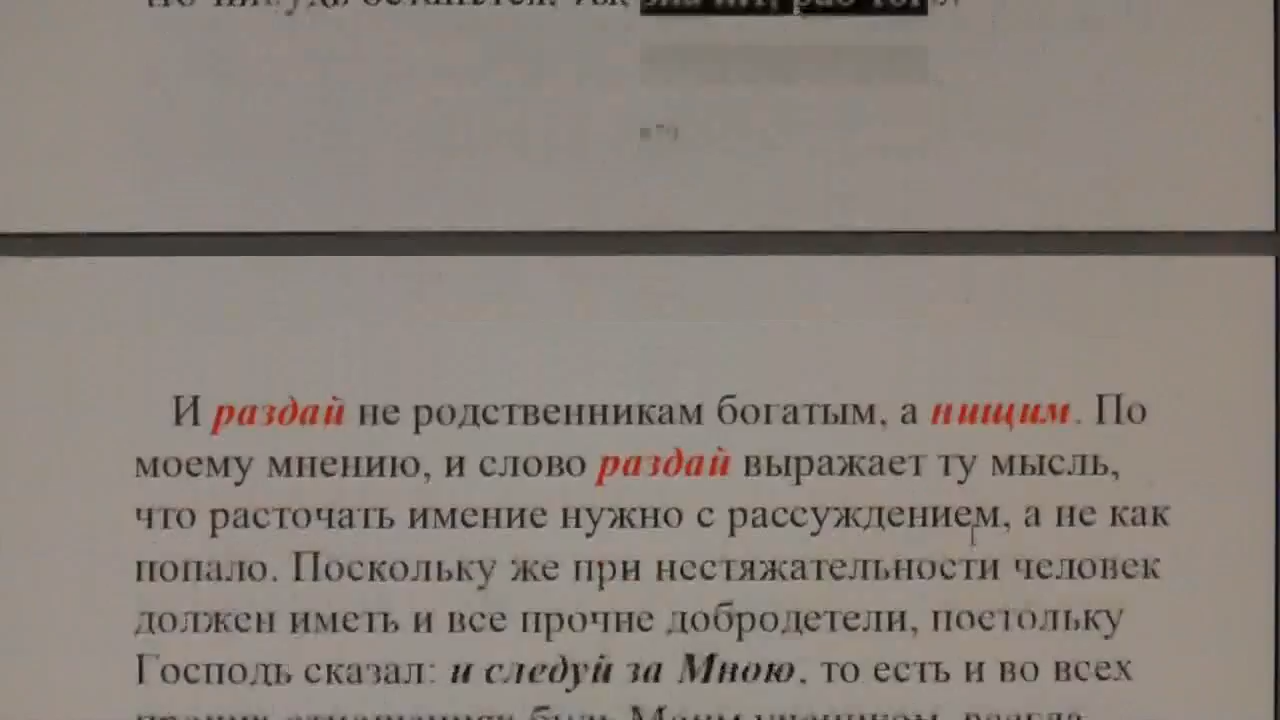 И раздай не родственникам богатым, а нищим. По
моему мнению, и слово раздай выражает ту мысль,
что расточать имение нужно с рассуждением, а не как
попало. Поскольку же при нестяжательности человек
должен иметь и все прочие добродетели, постольку
Господь сказал: и следуй за Мною, то есть и во всех